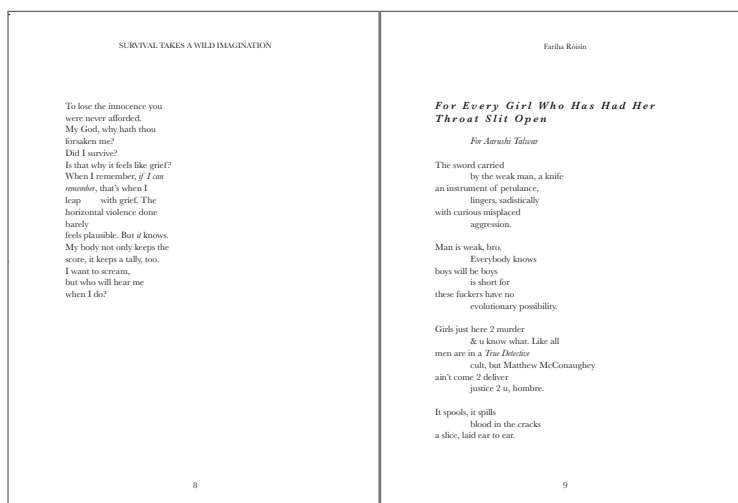 SURVIVAL TAKES A WILD IMAGINATION
To lose the innocence you
were never afforded.
My God, why hath thou
forsaken me?
Did I survive?
Is that why it feels like grief?
When I remember, if I can
remember, that’s when I
leap with grief. The
horizontal violence done
barely
feels plausible. But it knows.
My body not only keeps the
score, it keeps a tally, too.
I want to scream,
but who will hear me
when I do?
8
Fariha Róisín
For Every Girl Who Has Had Her
Throat Slit Open
For Aarushi Talwar
The sword carried
by the weak man, a knife
an instrument of petulance,
lingers, sadistically
with curious misplaced
aggression.
Man is weak, bro.
Everybody knows
boys will be boys
is short for
these fuckers have no
evolutionary possibility.
Girls just here 2 murder
& u know what. Like all
men are in a True Detective
cult, but Matthew McConaughey
ain’t come 2 deliver
justice 2 u, hombre.
It spools, it spills
blood in the cracks
a slice, laid ear to ear.
9